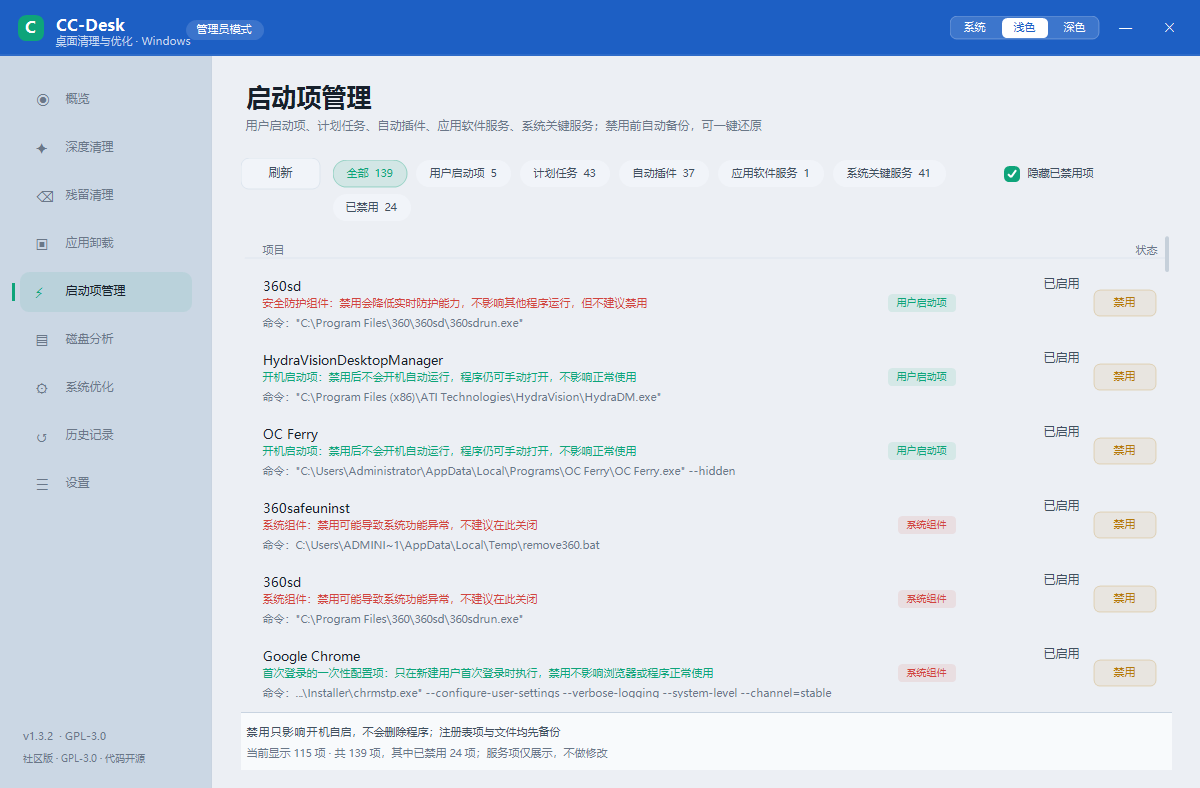 C
CC-Desk
桌面清理与优化 · Windows
管理员模式
系统
浅色
深色
概览
深度清理
残留清理
应用卸载
启动项管理
磁盘分析
系统优化
历史记录
设置
v1.3.2 · GPL-3.0
社区版 · GPL-3.0 · 代码开源
启动项管理
用户启动项、计划任务、自动插件、应用软件服务、系统关键服务；禁用前自动备份，可一键还原
刷新
全部 139
用户启动项 5
计划任务 43
自动插件 37
应用软件服务 1
系统关键服务 41
隐藏已禁用项
已禁用 24
项目
状态
360sd
安全防护组件：禁用会降低实时防护能力，不影响其他程序运行，但不建议禁用
命令："C:\Program Files\360\360sd\360sdrun.exe"
用户启动项
已启用
禁用
HydraVisionDesktopManager
开机启动项：禁用后不会开机自动运行，程序仍可手动打开，不影响正常使用
命令："C:\Program Files (x86)\ATI Technologies\HydraVision\HydraDM.exe"
用户启动项
已启用
禁用
OC Ferry
开机启动项：禁用后不会开机自动运行，程序仍可手动打开，不影响正常使用
命令："C:\Users\Administrator\AppData\Local\Programs\OC Ferry\OC Ferry.exe" --hidden
用户启动项
已启用
禁用
360safeuninst
系统组件：禁用可能导致系统功能异常，不建议在此关闭
命令：C:\Users\ADMINI~1\AppData\Local\Temp\remove360.bat
系统组件
已启用
禁用
360sd
系统组件：禁用可能导致系统功能异常，不建议在此关闭
命令："C:\Program Files\360\360sd\360sdrun.exe"
系统组件
已启用
禁用
Google Chrome
首次登录的一次性配置项：只在新建用户首次登录时执行，禁用不影响浏览器或程序正常使用
命令：…\Installer\chrmstp.exe" --configure-user-settings --verbose-logging --system-level --channel=stable
系统组件
已启用
禁用
禁用只影响开机自启，不会删除程序；注册表项与文件均先备份
当前显示 115 项 · 共 139 项，其中已禁用 24 项；服务项仅展示，不做修改